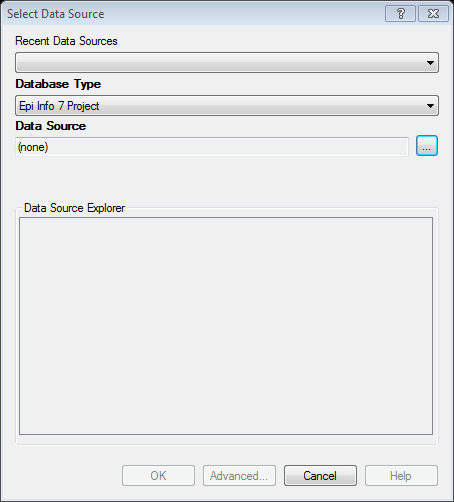 Select Data Source
?
Recent Data Sources
Database Type
Epi Info 7 Project
Data Source
(none)
...
Data Source Explorer
OK
Advanced...
Cancel
Help